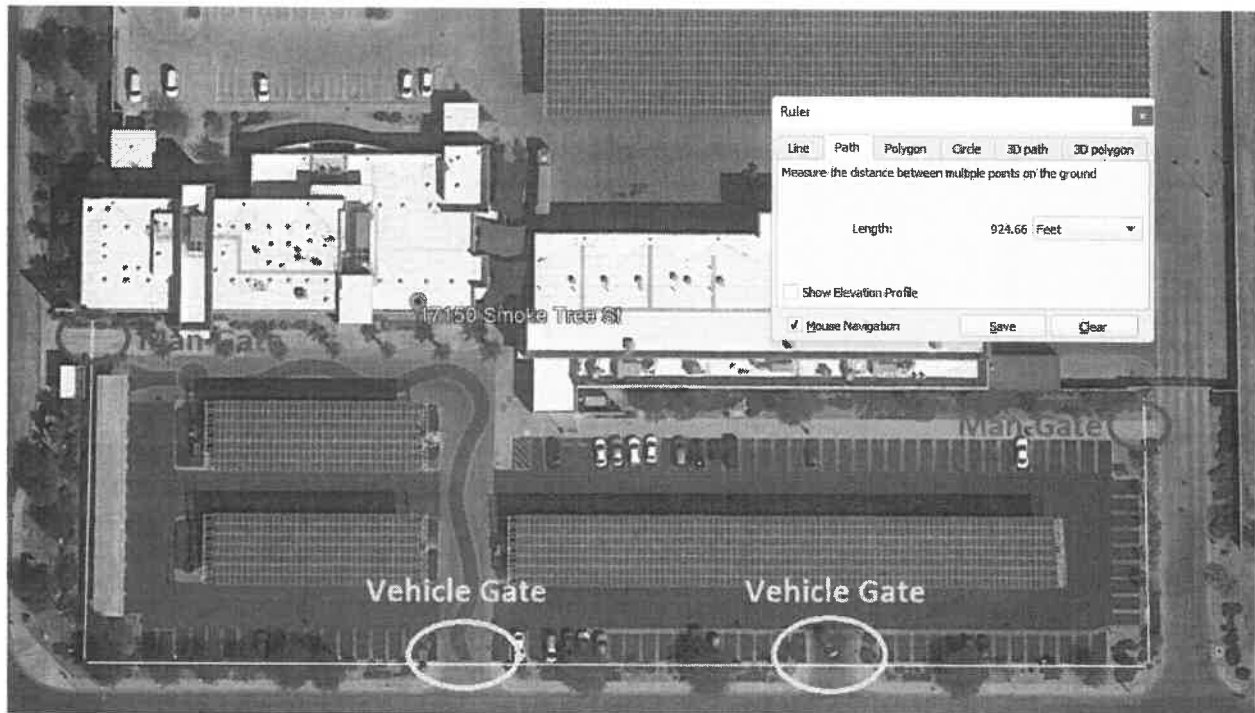 Ruler
Line Path Polygon Circle 3D path 3D polygon
Measure the distance between multiple points on the ground
Length: 924.66 Feet
Show Elevation Profile
Mouse Navigation Save Clear
17150 Smoke Tree St
Man Gate
Man Gate
Vehicle Gate
Vehicle Gate